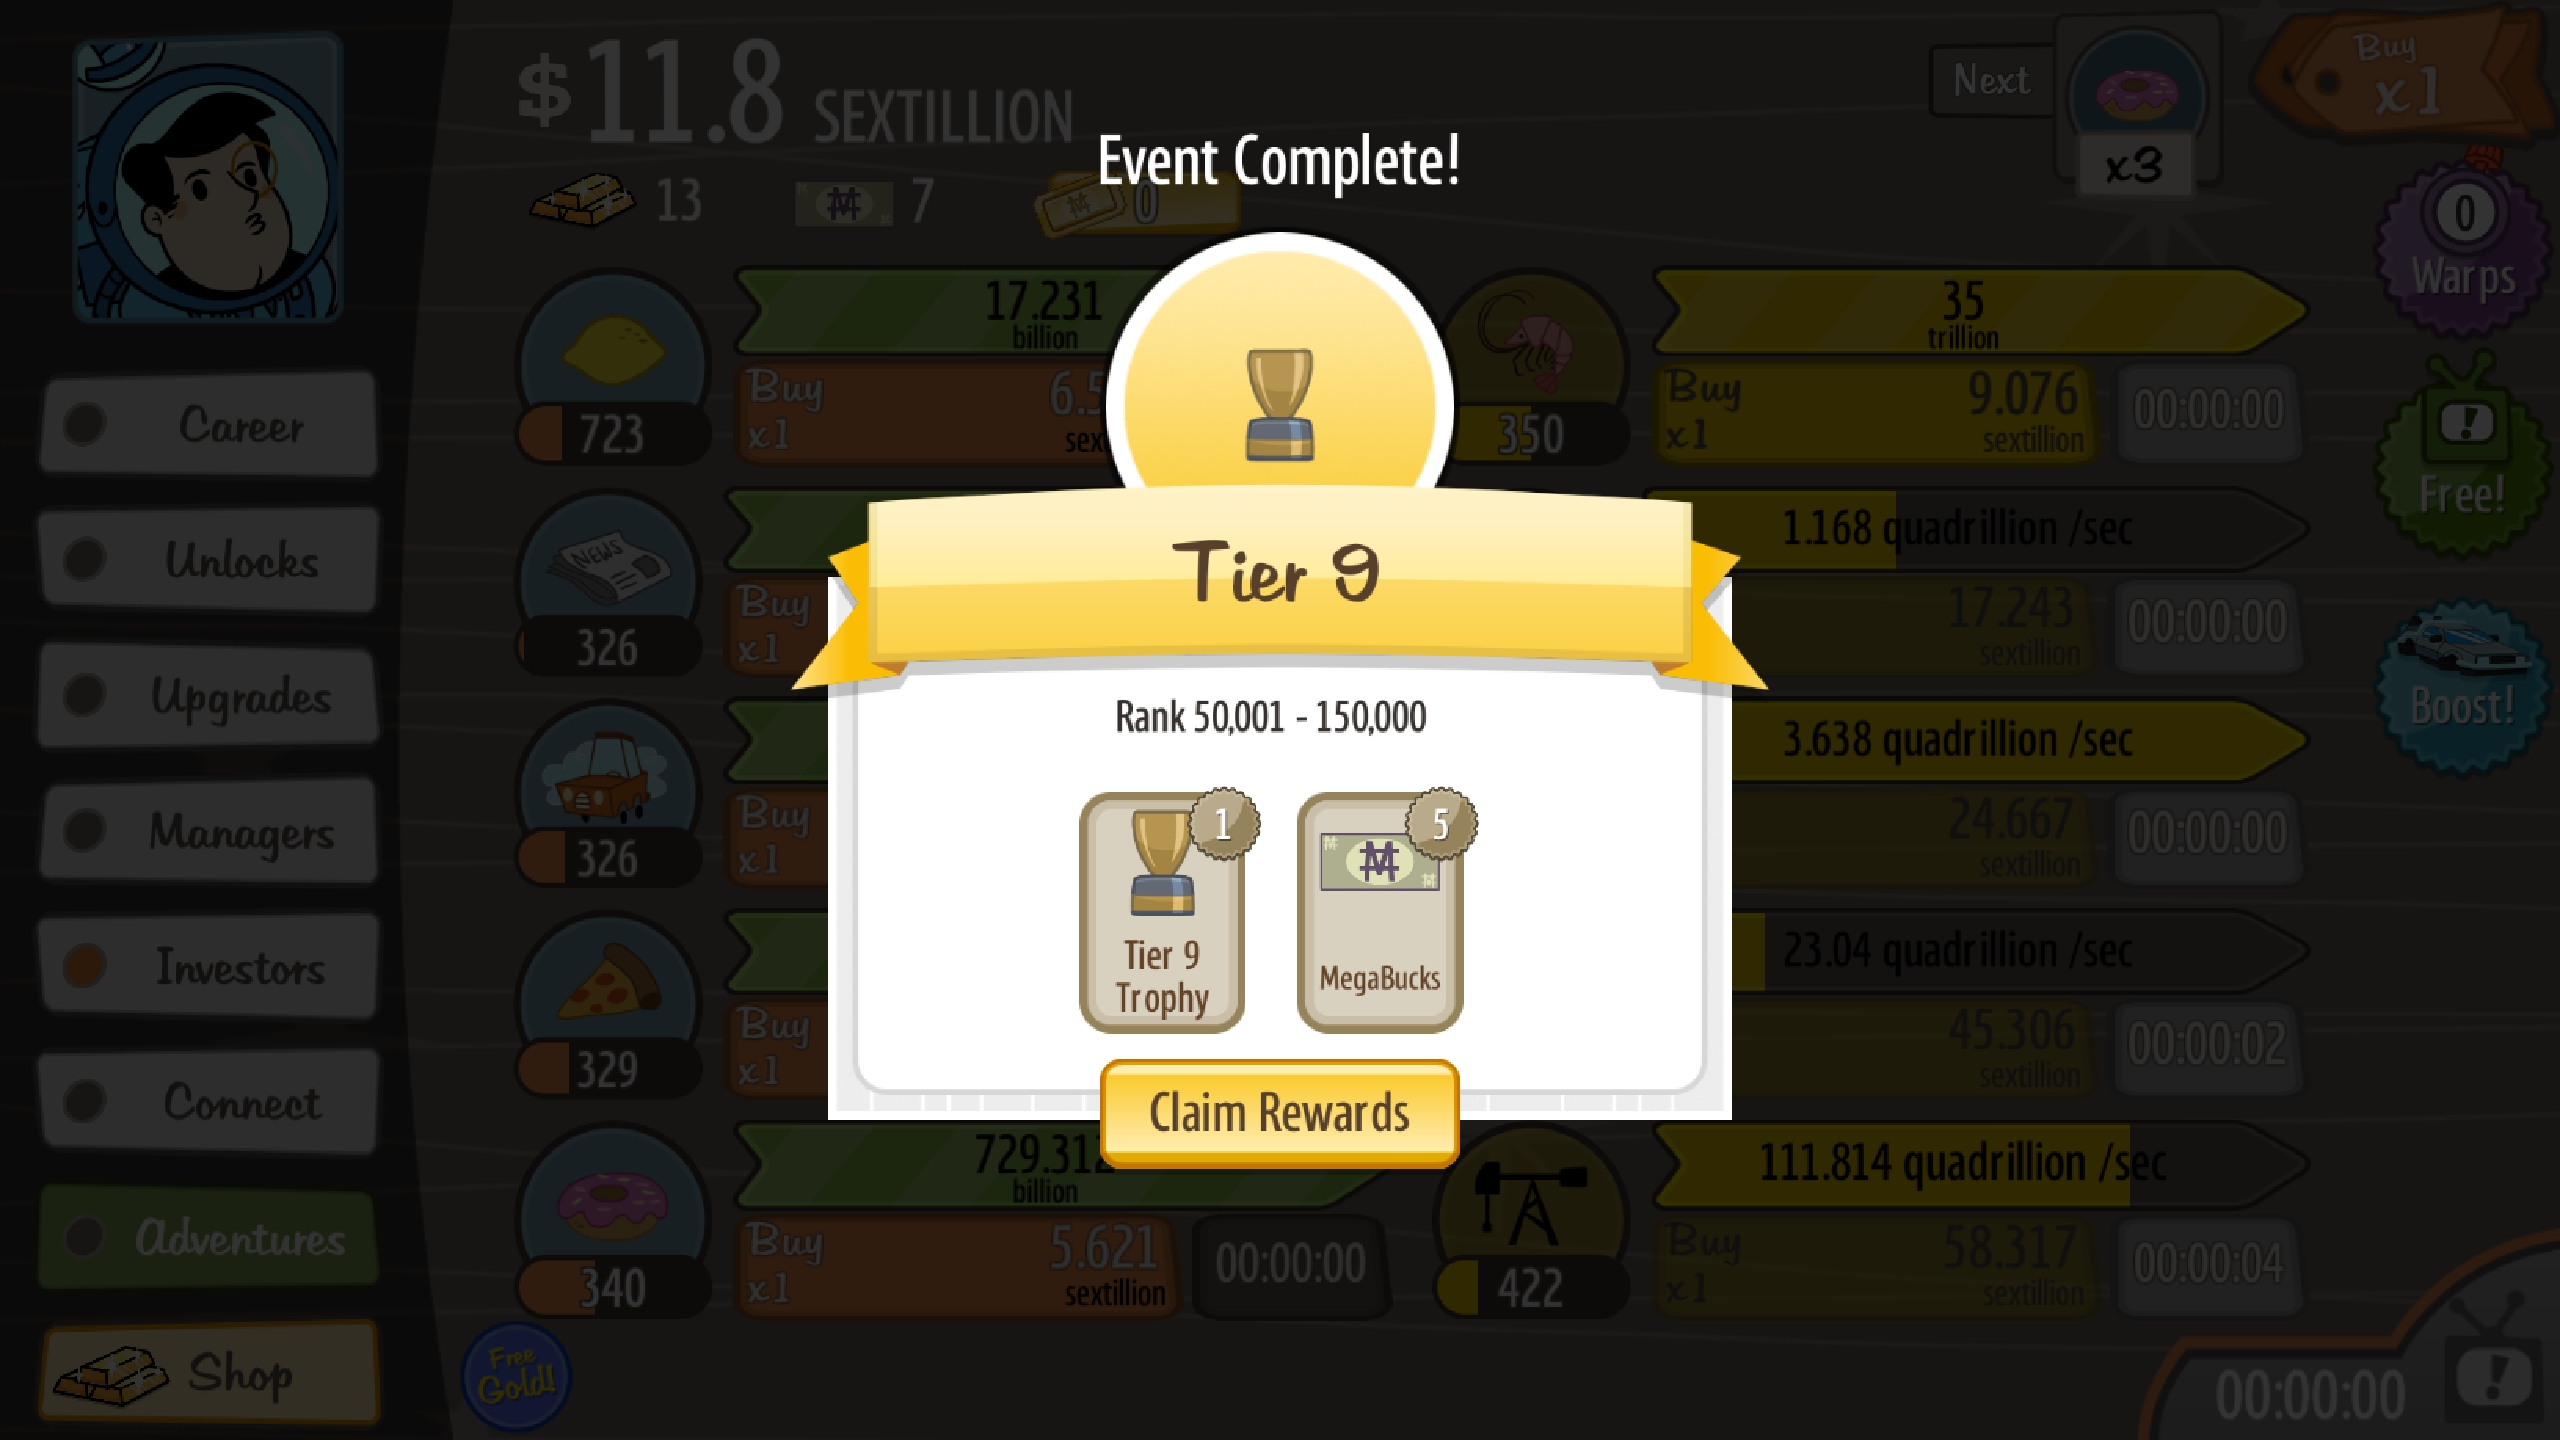 $11.8 SEXTILLION
13
7
0
Next
x3
Buy
x1
Event Complete!
0
Warps
Free!
Boost!
Career
Unlocks
Upgrades
Managers
Investors
Connect
Adventures
Shop
Free
Gold!
17.231
billion
Buy
x1
6.5
723
NEWS
326
Buy
x1
326
Buy
x1
329
Buy
x1
729.312
billion
Buy
x1
5.621
sextillion
00:00:00
340
Tier 9
Rank 50,001 - 150,000
1
Tier 9
Trophy
5
MegaBucks
Claim Rewards
35
trillion
Buy
x1
9.076
sextillion
00:00:00
350
1.168 quadrillion /sec
17.243
sextillion
00:00:00
3.638 quadrillion /sec
24.667
sextillion
00:00:00
23.04 quadrillion /sec
45.306
sextillion
00:00:02
111.814 quadrillion /sec
Buy
x1
58.317
sextillion
00:00:04
422
00:00:00